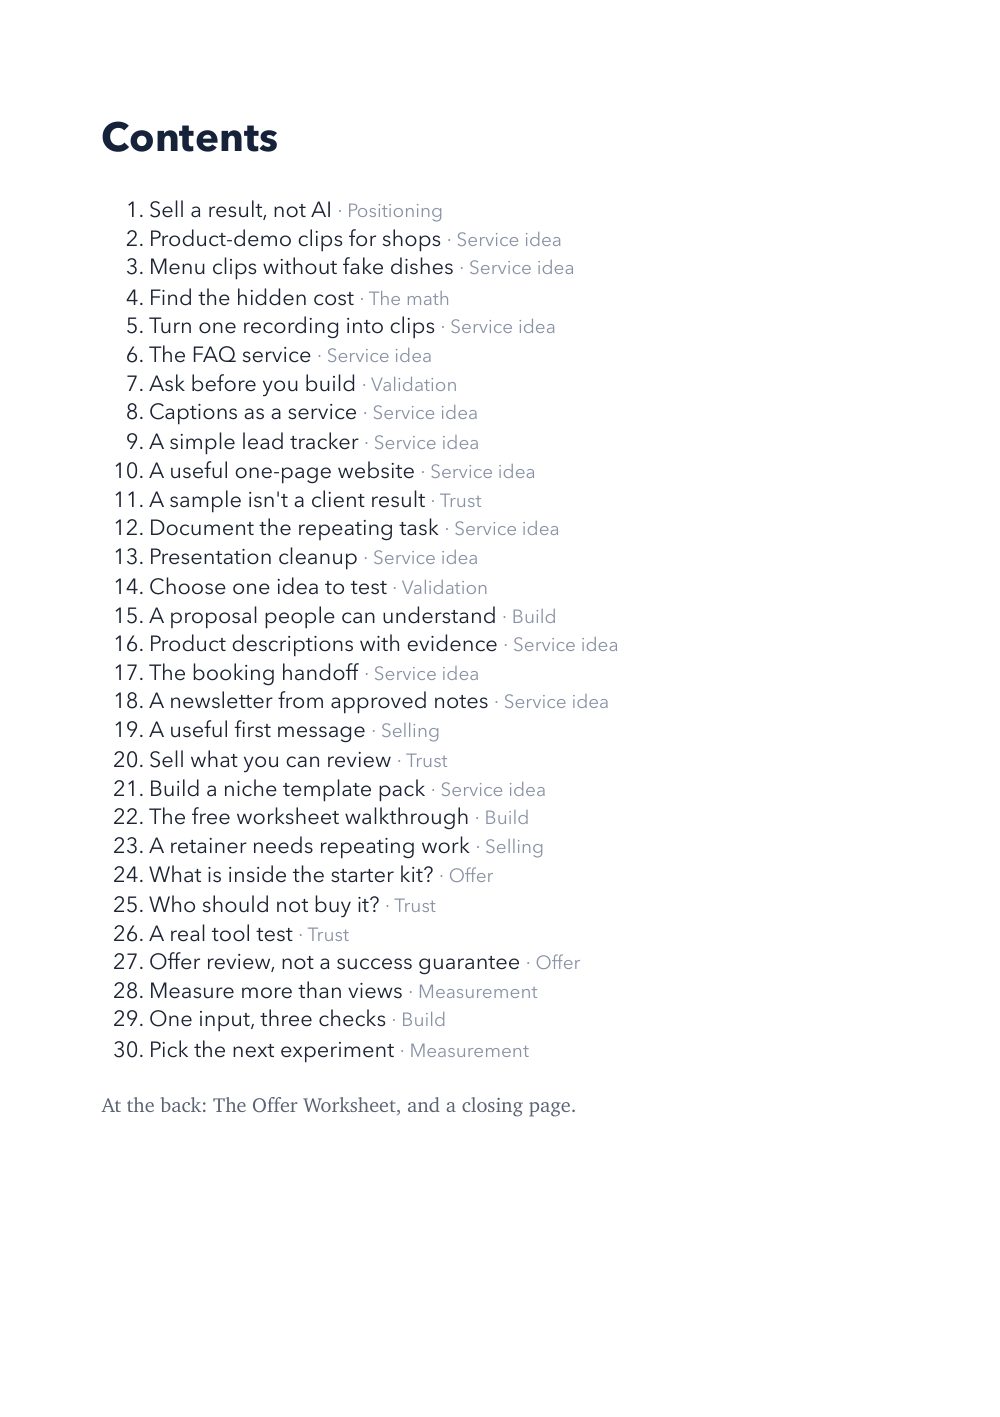 Contents
1. Sell a result, not AI · Positioning
2. Product-demo clips for shops · Service idea
3. Menu clips without fake dishes · Service idea
4. Find the hidden cost · The math
5. Turn one recording into clips · Service idea
6. The FAQ service · Service idea
7. Ask before you build · Validation
8. Captions as a service · Service idea
9. A simple lead tracker · Service idea
10. A useful one-page website · Service idea
11. A sample isn't a client result · Trust
12. Document the repeating task · Service idea
13. Presentation cleanup · Service idea
14. Choose one idea to test · Validation
15. A proposal people can understand · Build
16. Product descriptions with evidence · Service idea
17. The booking handoff · Service idea
18. A newsletter from approved notes · Service idea
19. A useful first message · Selling
20. Sell what you can review · Trust
21. Build a niche template pack · Service idea
22. The free worksheet walkthrough · Build
23. A retainer needs repeating work · Selling
24. What is inside the starter kit? · Offer
25. Who should not buy it? · Trust
26. A real tool test · Trust
27. Offer review, not a success guarantee · Offer
28. Measure more than views · Measurement
29. One input, three checks · Build
30. Pick the next experiment · Measurement
At the back: The Offer Worksheet, and a closing page.